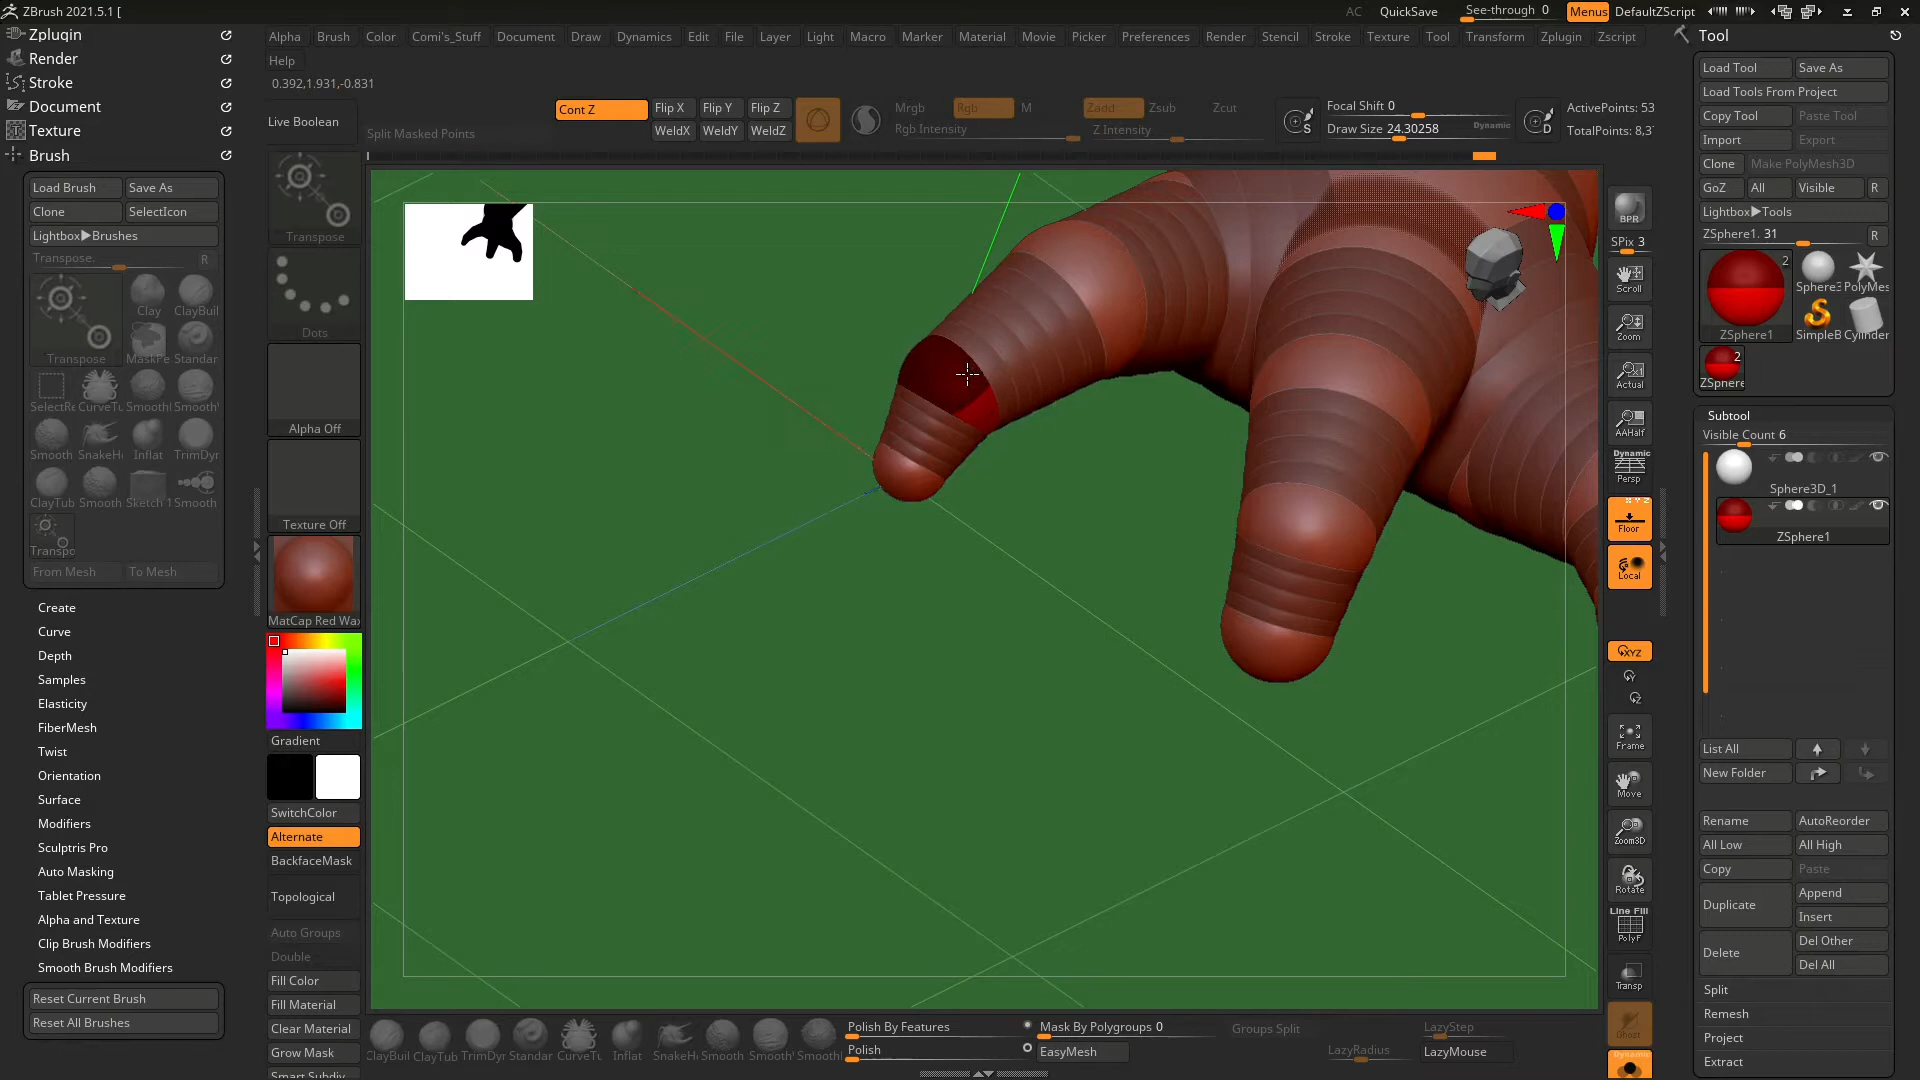 ZBrush 2021.5.1 [
AC QuickSave See-through 0 Menus DefaultZScript
Zplugin
Render
Stroke
Document
Texture
Brush
Alpha Brush Color Comi's_Stuff Document Draw Dynamics Edit File Layer Light Macro Marker Material Movie Picker Preferences Render Stencil Stroke Texture Tool Transform Zplugin Zscript
Help
0.392,1.931,-0.831
Live Boolean
Split Masked Points
Cont Z
Flip X Flip Y Flip Z
WeldX WeldY WeldZ
Mrgb Rgb M
Rgb Intensity
Zadd Zsub Zcut
Z Intensity
S
Focal Shift 0
Draw Size 24.30258 Dynamic
D
ActivePoints: 53
TotalPoints: 8,3
Load Brush Save As
Clone SelectIcon
Lightbox▶Brushes
Transpose. R
Transpose
Clay ClayBuil
MaskPe Standar
SelectRe CurveTu Smooth Smooth
Smooth SnakeHo Inflat TrimDyr
ClayTub Smooth Sketch 1 Smooth
Transpo
From Mesh To Mesh
Create
Curve
Depth
Samples
Elasticity
FiberMesh
Twist
Orientation
Surface
Modifiers
Sculptris Pro
Auto Masking
Tablet Pressure
Alpha and Texture
Clip Brush Modifiers
Smooth Brush Modifiers
Reset Current Brush
Reset All Brushes
Transpose
Dots
Alpha Off
Texture Off
MatCap Red Wax
Gradient
SwitchColor
Alternate
BackfaceMask
Topological
Auto Groups
Double
Fill Color
Fill Material
Clear Material
Grow Mask
Smart Subdiv
ClayBuil ClayTub TrimDyr Standar CurveTu Inflat SnakeHo Smooth Smooth Smooth
Polish By Features
Polish
Mask By Polygroups 0
EasyMesh
Groups Split
LazyRadius
LazyStep
LazyMouse
BPR
SPix 3
Scroll
Zoom
Actual
AAHalf
Dynamic
Persp
X Y Z
Floor
Local
XYZ
Y
Z
Frame
Move
Zoom3D
Rotate
Line Fill
PolyF
Transp
Ghost
Dynamic
Tool
Load Tool Save As
Load Tools From Project
Copy Tool Paste Tool
Import Export
Clone Make PolyMesh3D
GoZ All Visible R
Lightbox▶Tools
ZSphere1. 31 R
2
ZSphere1
Sphere3 PolyMes
SimpleB Cylinder
2
ZSphere
Subtool
Visible Count 6
Sphere3D_1
ZSphere1
List All
New Folder
Rename AutoReorder
All Low All High
Copy Paste
Duplicate Append
Insert
Delete Del Other
Del All
Split
Remesh
Project
Extract